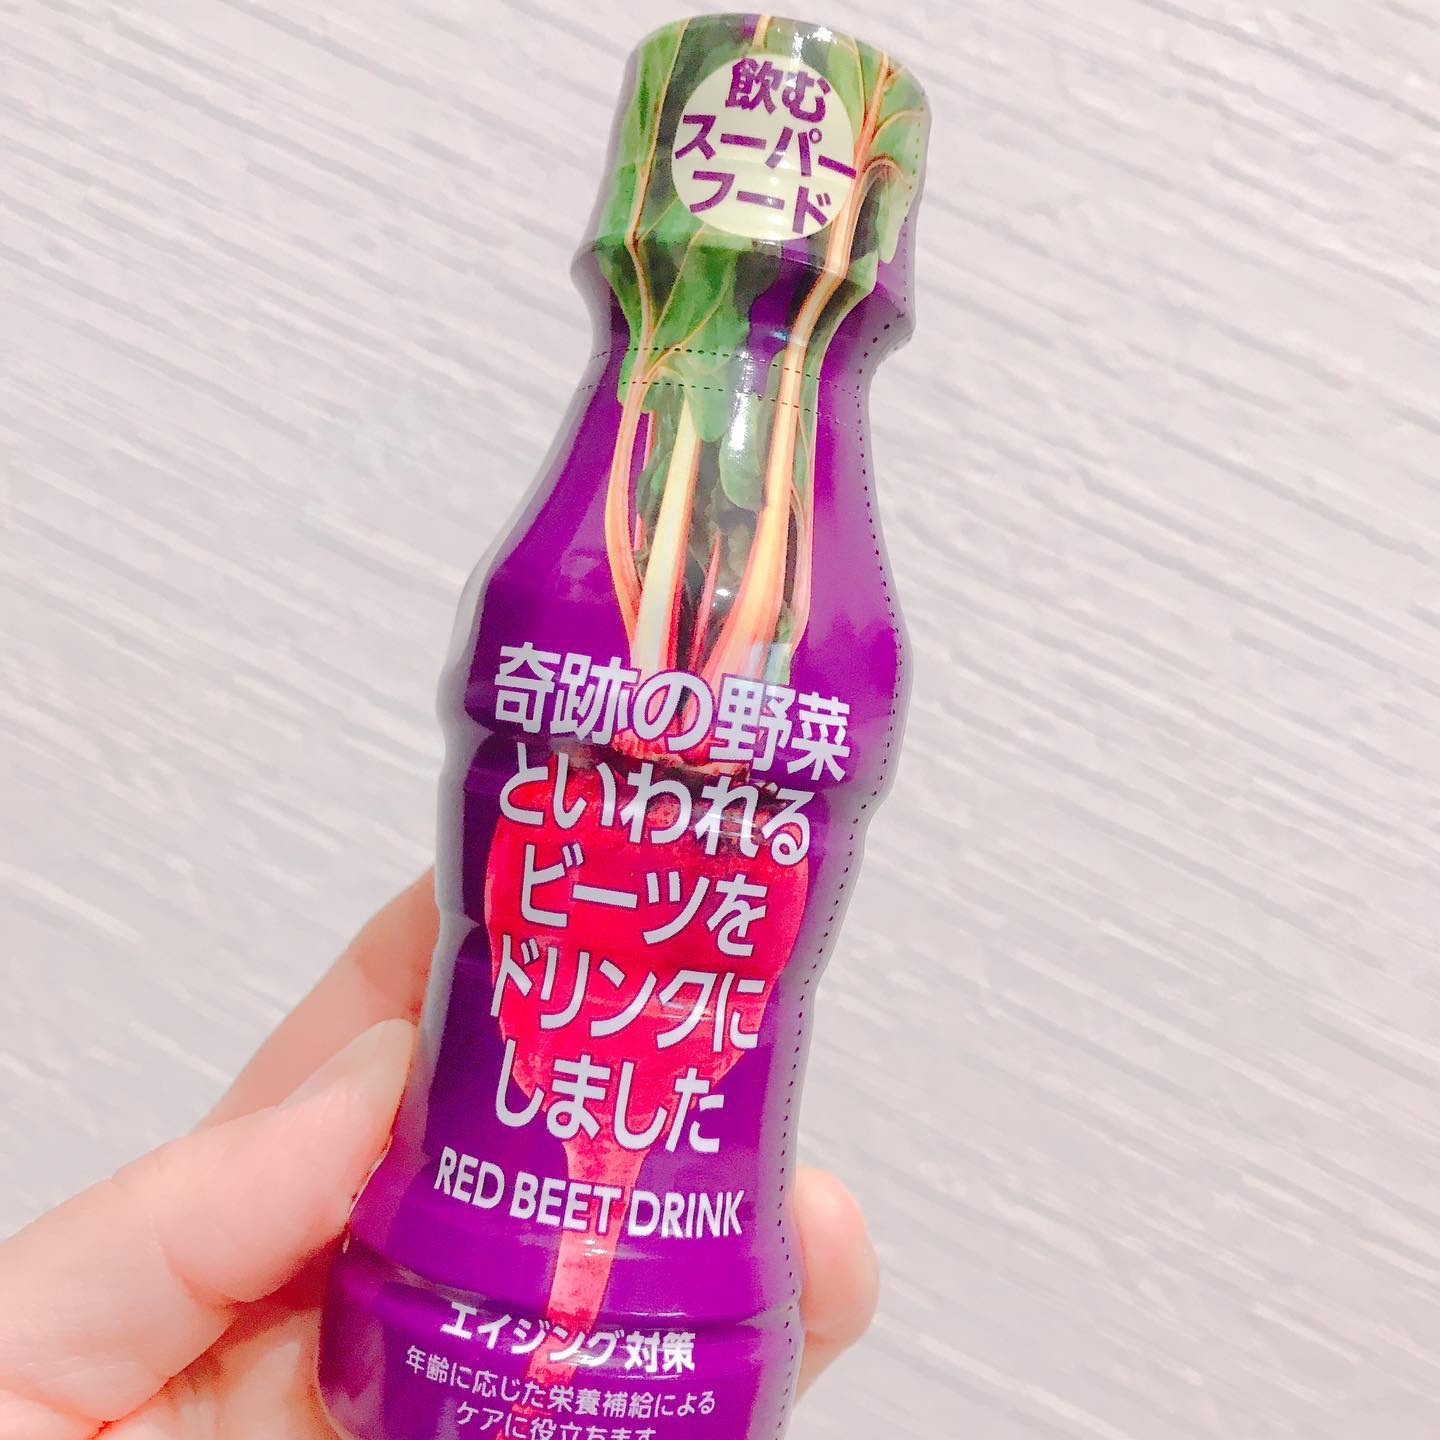 飲む
スーパー
フード
奇跡の野菜
といわれる
ビーツを
ドリンクに
しました
RED BEET DRINK
エイジング対策
年齢に応じた栄養補給による
ケアに役立ちます